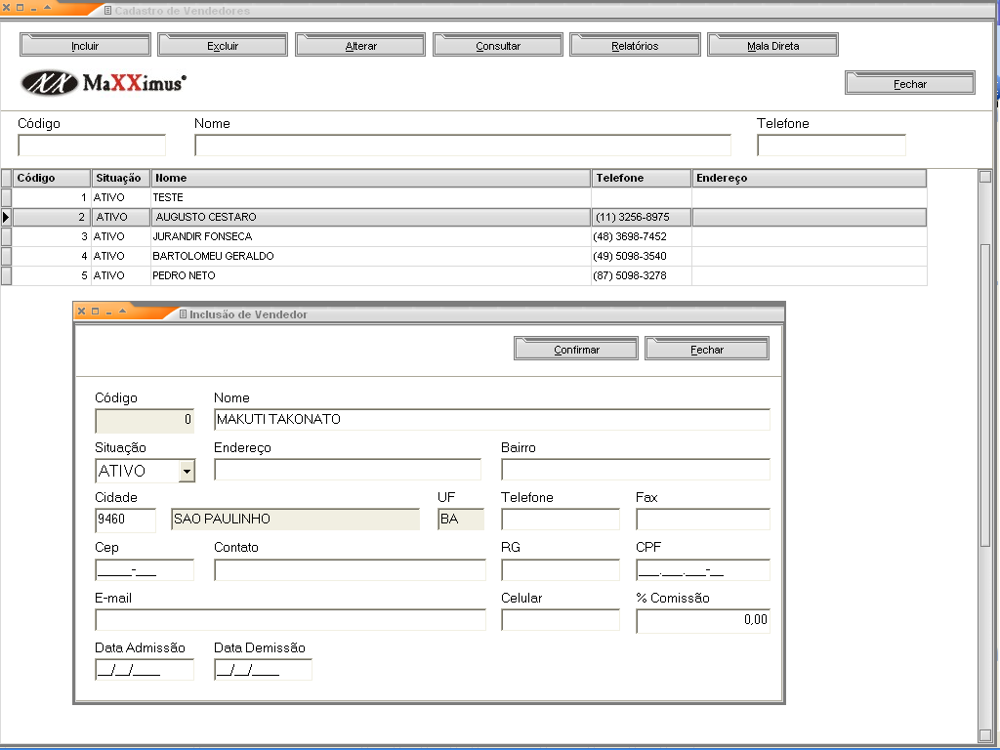 Cadastro de Vendedores
Incluir Excluir Alterar Consultar Relatórios Mala Direta
XX MaXXimus
Fechar
Código Nome Telefone
Código Situação Nome Telefone Endereço
1 ATIVO TESTE
2 ATIVO AUGUSTO CESTARO (11) 3256-8975
3 ATIVO JURANDIR FONSECA (48) 3698-7452
4 ATIVO BARTOLOMEU GERALDO (49) 5098-3540
5 ATIVO PEDRO NETO (87) 5098-3278
Inclusão de Vendedor
Confirmar Fechar
Código Nome
0 MAKUTI TAKONATO
Situação Endereço Bairro
ATIVO
Cidade UF Telefone Fax
9460 SAO PAULINHO BA
Cep Contato RG CPF
_____-___ ___.___.___-__
E-mail Celular % Comissão
0,00
Data Admissão Data Demissão
__/__/____ __/__/____